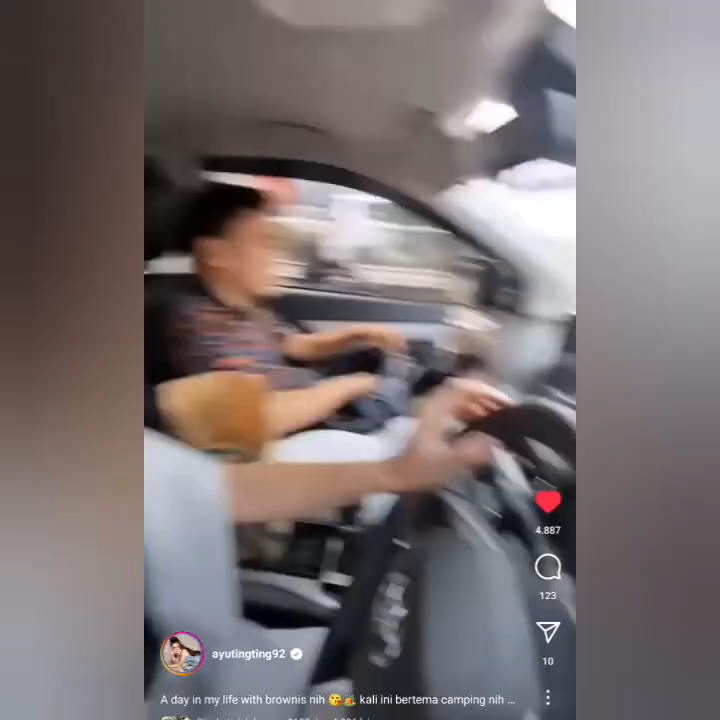 4.887
123
10
ayutingting92
A day in my life with brownis nih 😘🏕️ kali ini bertema camping nih ...